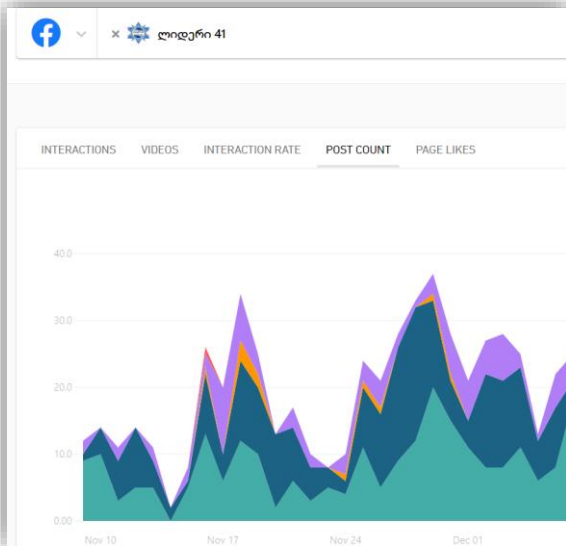 ლიდერი 41
INTERACTIONS VIDEOS INTERACTION RATE POST COUNT PAGE LIKES
40.0
30.0
20.0
10.0
0.00
Nov 10 Nov 17 Nov 24 Dec 01